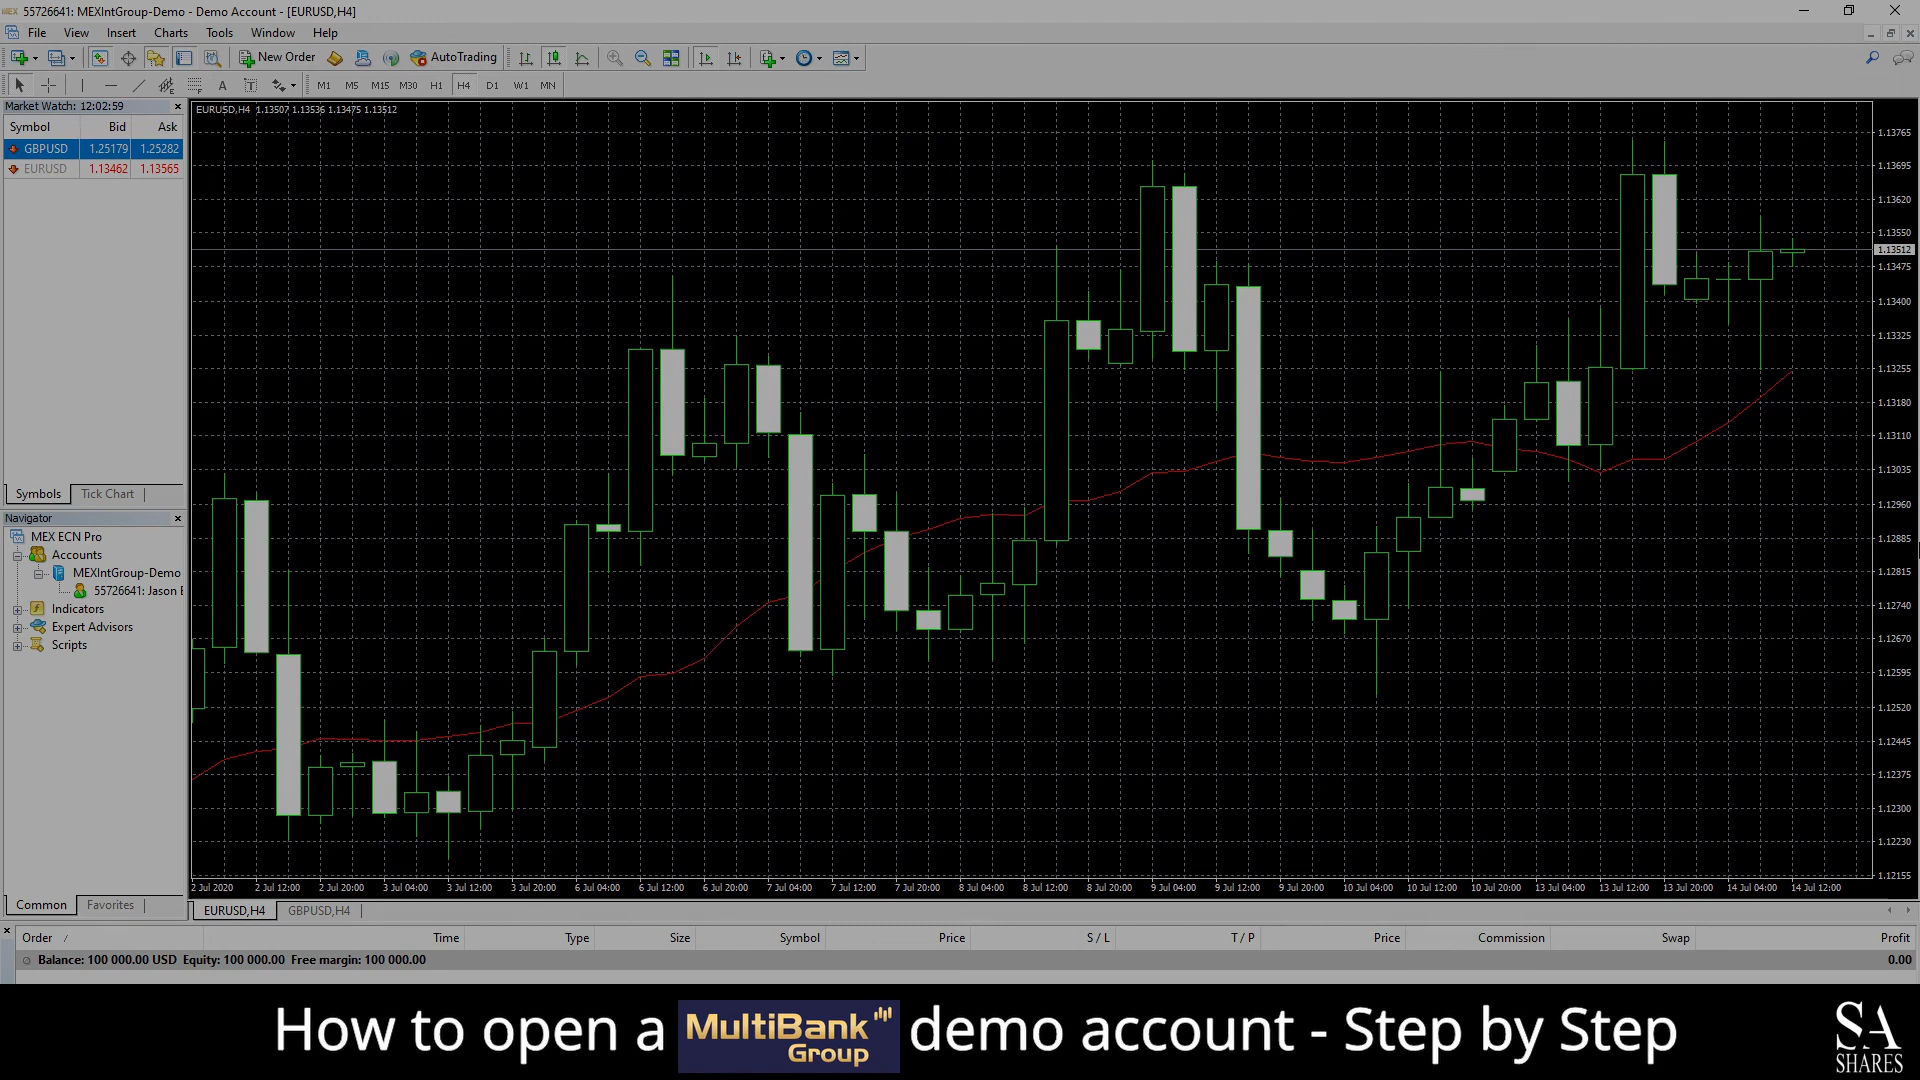 55726641: MEXIntGroup-Demo - Demo Account - [EURUSD,H4]
File View Insert Charts Tools Window Help
New Order AutoTrading
A T M1 M5 M15 M30 H1 H4 D1 W1 MN
Market Watch: 12:02:59
Symbol Bid Ask
GBPUSD 1.25179 1.25282
EURUSD 1.13462 1.13565
Symbols Tick Chart
Navigator
MEX ECN Pro
Accounts
MEXIntGroup-Demo
55726641: Jason
Indicators
Expert Advisors
Scripts
Common Favorites
EURUSD,H4 1.13507 1.13536 1.13475 1.13512
1.13765
1.13695
1.13620
1.13550
1.13512
1.13475
1.13400
1.13325
1.13255
1.13180
1.13110
1.13035
1.12960
1.12885
1.12815
1.12740
1.12670
1.12595
1.12520
1.12445
1.12375
1.12300
1.12230
1.12155
2 Jul 2020 2 Jul 12:00 2 Jul 20:00 3 Jul 04:00 3 Jul 12:00 3 Jul 20:00 6 Jul 04:00 6 Jul 12:00 6 Jul 20:00 7 Jul 04:00 7 Jul 12:00 7 Jul 20:00 8 Jul 04:00 8 Jul 12:00 8 Jul 20:00 9 Jul 04:00 9 Jul 12:00 9 Jul 20:00 10 Jul 04:00 10 Jul 12:00 10 Jul 20:00 13 Jul 04:00 13 Jul 12:00 13 Jul 20:00 14 Jul 04:00 14 Jul 12:00
EURUSD,H4 GBPUSD,H4
Order / Time Type Size Symbol Price S / L T / P Price Commission Swap Profit
Balance: 100 000.00 USD Equity: 100 000.00 Free margin: 100 000.00 0.00
How to open a MultiBank Group demo account - Step by Step
SA
SHARES